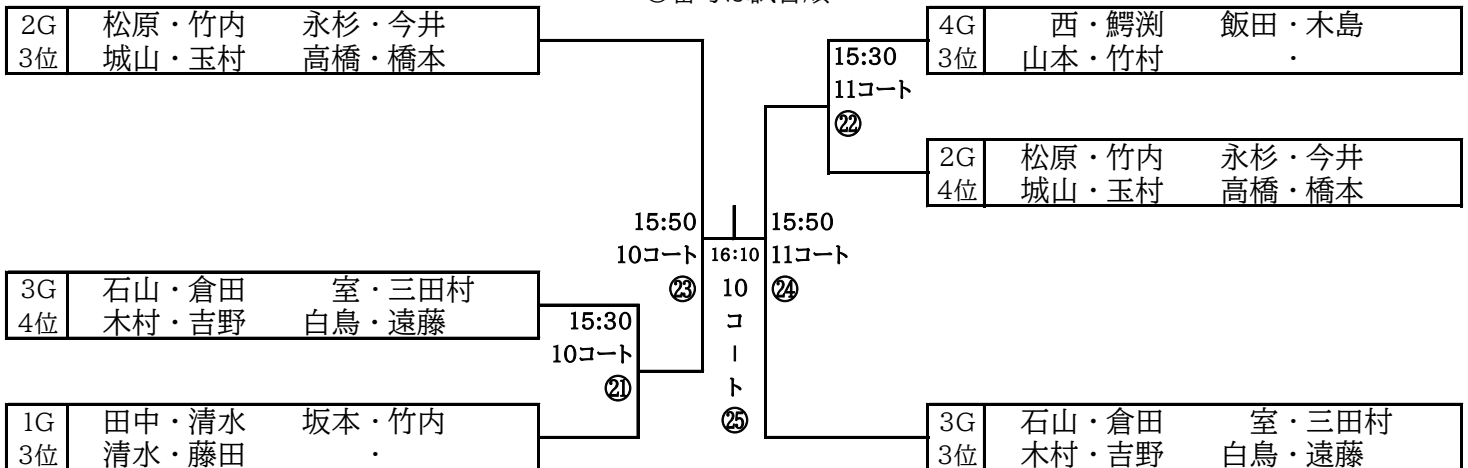 2G 松原・竹内 永杉・今井
3位 城山・玉村 高橋・橋本
3G 石山・倉田 室・三田村
4位 木村・吉野 白鳥・遠藤
1G 田中・清水 坂本・竹内
3位 清水・藤田 ・
15:30
10コート
㉑
15:50
10コート
㉓
16:10
10
コ
ー
ト
㉕
15:50
11コート
㉔
15:30
11コート
㉒
4G 西・鰐渕 飯田・木島
3位 山本・竹村 ・
2G 松原・竹内 永杉・今井
4位 城山・玉村 高橋・橋本
3G 石山・倉田 室・三田村
3位 木村・吉野 白鳥・遠藤